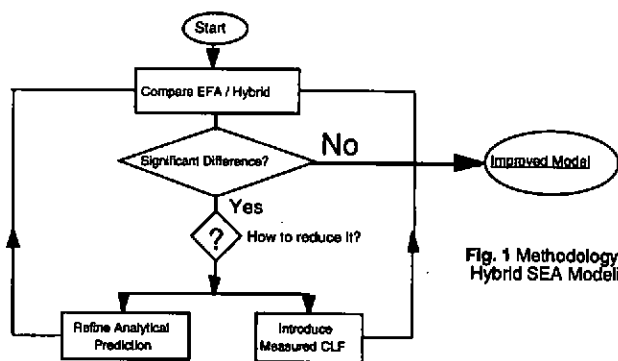 Start
Compare EFA / Hybrid
Significant Difference?
No
Improved Model
Yes
?
How to reduce it?
Fig. 1 Methodology
Hybrid SEA
Refine Analytical
Prediction
Introduce
Measured CLF